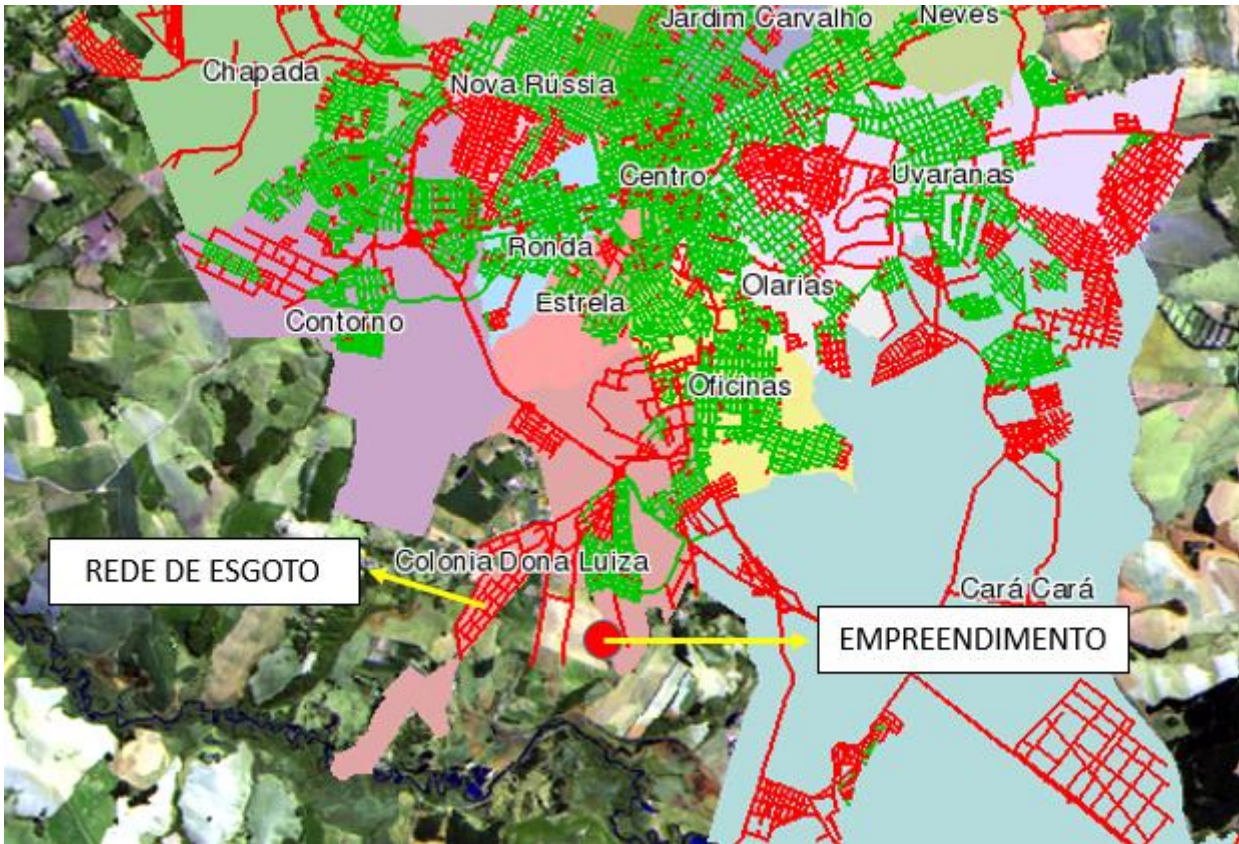 Jardim Carvalho
Neves
Chapada
Nova Rússia
Centro
Uvaranas
Ronda
Olarias
Estrela
Contorno
Oficinas
REDE DE ESGOTO
Colonia Dona Luiza
Cará Cará
EMPREENDIMENTO